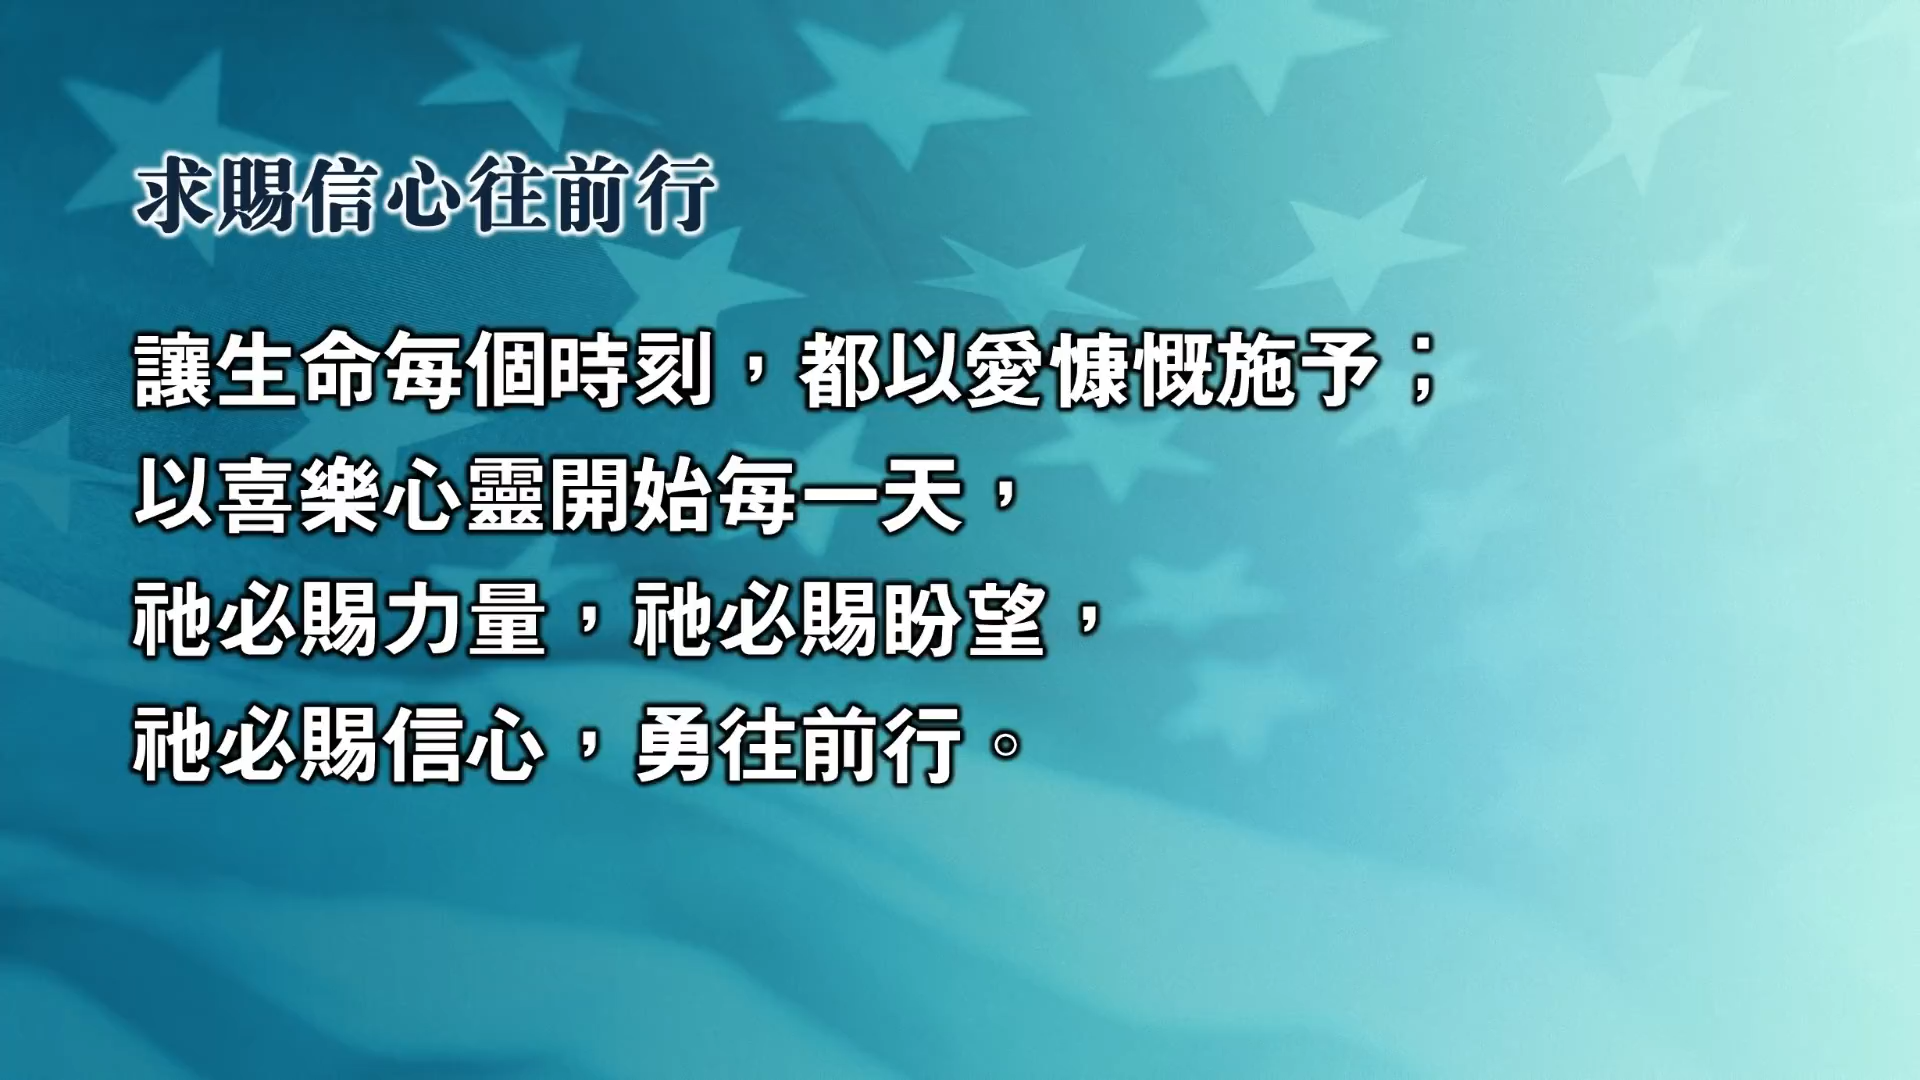 求賜信心往前行
讓生命每個時刻，都以愛慷慨施予；
以喜樂心靈開始每一天，
祂必賜力量，祂必賜盼望，
祂必賜信心，勇往前行。